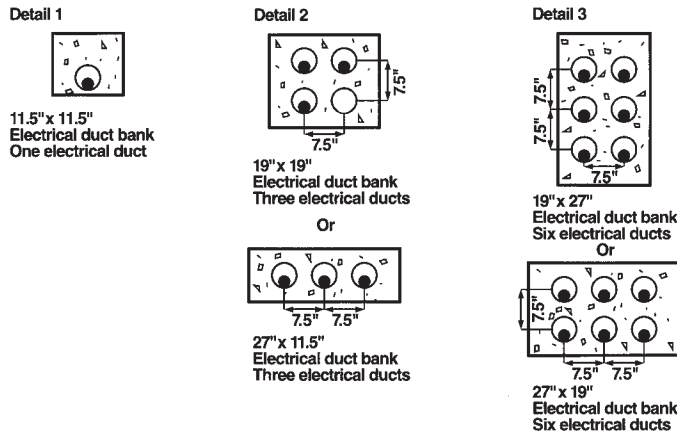 Detail 1
11.5"x 11.5"
Electrical duct bank
One electrical duct
Detail 2
7.5"
7.5"
19"x 19"
Electrical duct bank
Three electrical ducts
Or
7.5" 7.5"
27"x 11.5"
Electrical duct bank
Three electrical ducts
Detail 3
7.5"
7.5"
7.5"
19"x 27"
Electrical duct bank
Six electrical ducts
Or
7.5"
7.5" 7.5"
27"x 19"
Electrical duct bank
Six electrical ducts